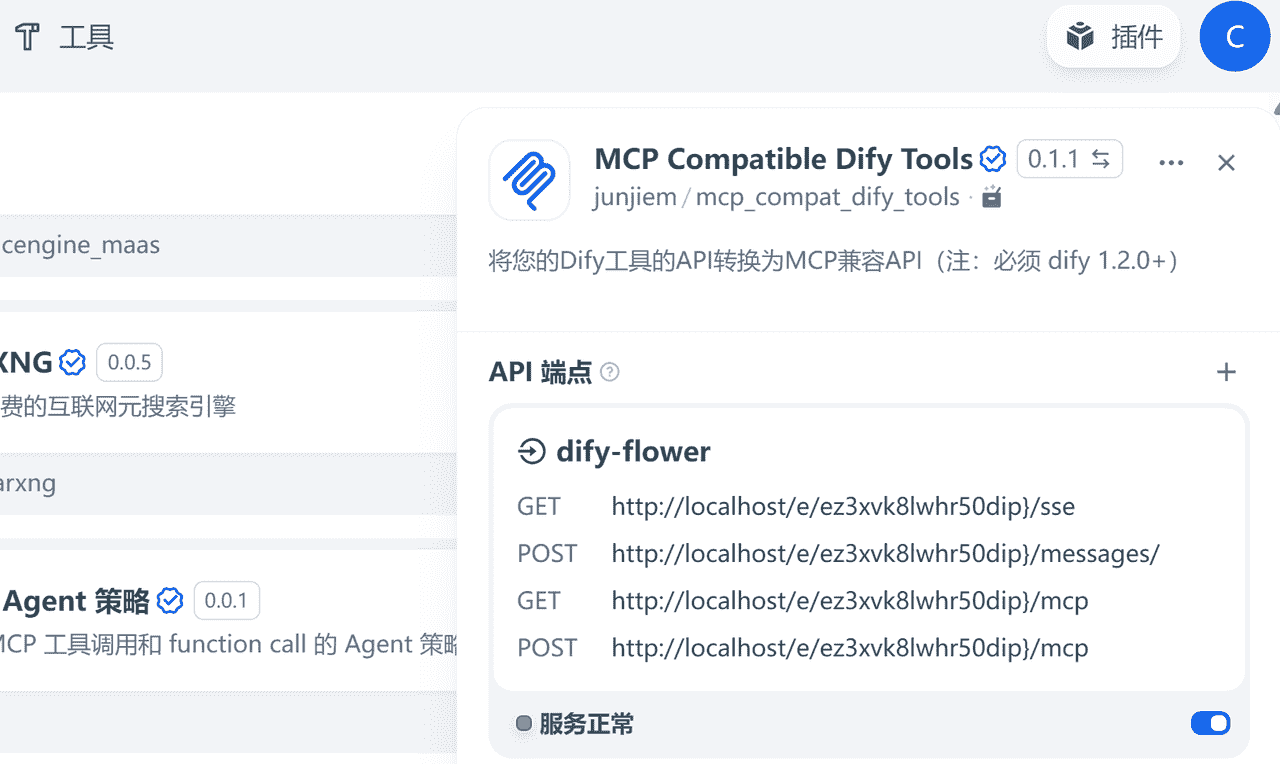 工具
插件
C
cengine_maas
XNG 0.0.5
费的互联网元搜索引擎
arxng
Agent 策略 0.0.1
MCP 工具调用和 function call 的 Agent 策略
MCP Compatible Dify Tools 0.1.1
junjiem / mcp_compat_dify_tools ·
将您的Dify工具的API转换为MCP兼容API（注：必须 dify 1.2.0+）
API 端点
dify-flower
GET http://localhost/e/ez3xvk8lwhr50dip}/sse
POST http://localhost/e/ez3xvk8lwhr50dip}/messages/
GET http://localhost/e/ez3xvk8lwhr50dip}/mcp
POST http://localhost/e/ez3xvk8lwhr50dip}/mcp
服务正常